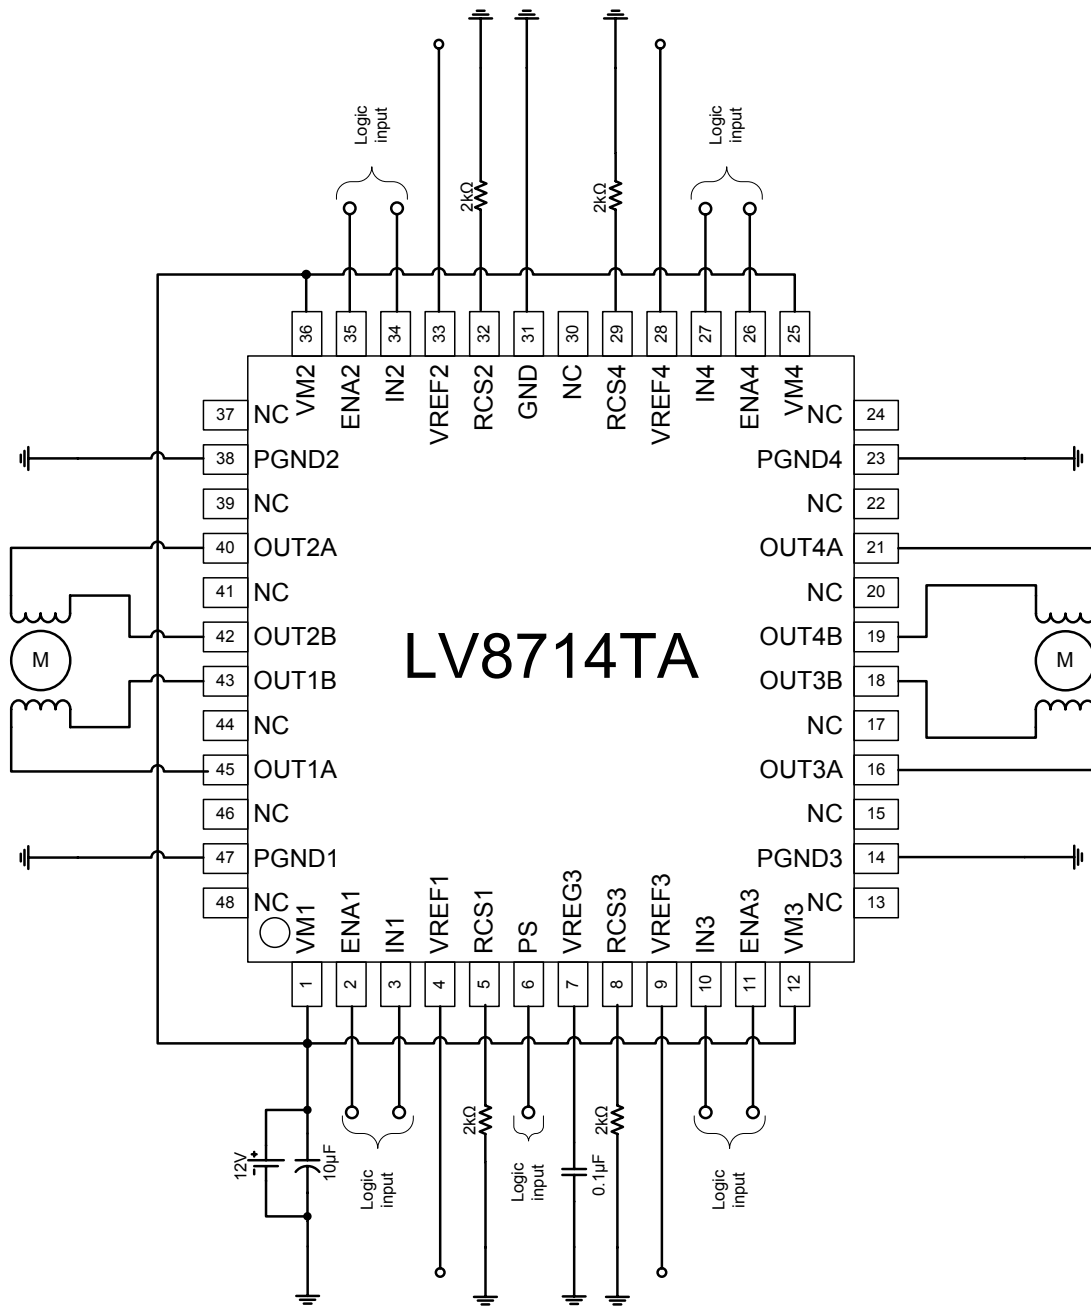 Logic
input
Logic
input
2kΩ
2kΩ
36
35
34
33
32
31
30
29
28
27
26
25
VM2
ENA2
IN2
VREF2
RCS2
GND
NC
RCS4
VREF4
IN4
ENA4
VM4
37 NC
NC 24
38 PGND2
PGND4 23
39 NC
NC 22
40 OUT2A
OUT4A 21
41 NC
NC 20
42 OUT2B
OUT4B 19
M
LV8714TA
M
43 OUT1B
OUT3B 18
44 NC
NC 17
45 OUT1A
OUT3A 16
46 NC
NC 15
47 PGND1
PGND3 14
48 NC
NC 13
VM1
ENA1
IN1
VREF1
RCS1
PS
VREG3
RCS3
VREF3
IN3
ENA3
VM3
1
2
3
4
5
6
7
8
9
10
11
12
12V
+
-
10µF
Logic
input
2kΩ
Logic
input
0.1µF
2kΩ
Logic
input